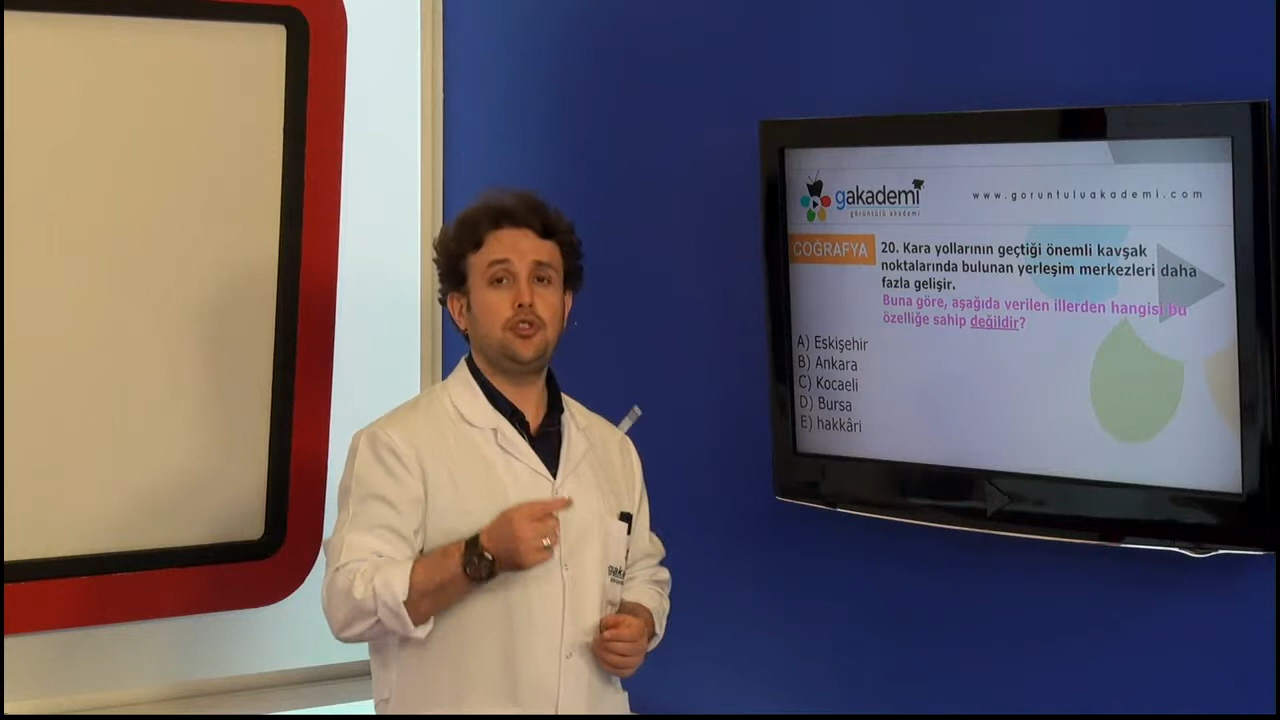 gakademi
görüntülü akademi
www.goruntuluakademi.com
COĞRAFYA
20. Kara yollarının geçtiği önemli kavşak
noktalarında bulunan yerleşim merkezleri daha
fazla gelişir.
Buna göre, aşağıda verilen illerden hangisi bu
özelliğe sahip değildir?
A) Eskişehir
B) Ankara
C) Kocaeli
D) Bursa
E) hakkâri